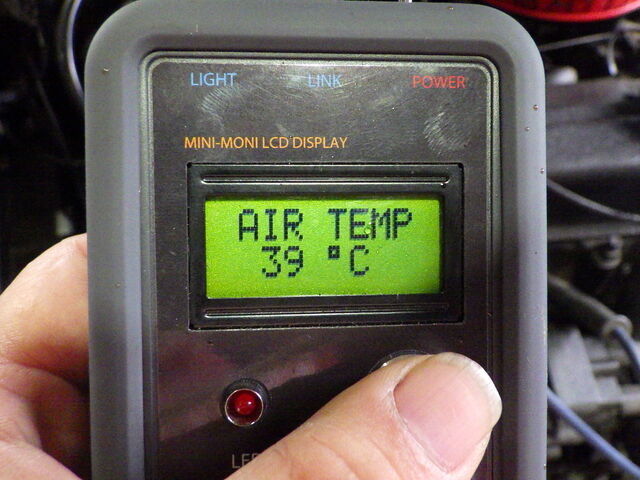 LIGHT LINK POWER
MINI-MONI LCD DISPLAY
AIR TEMP
39 °C